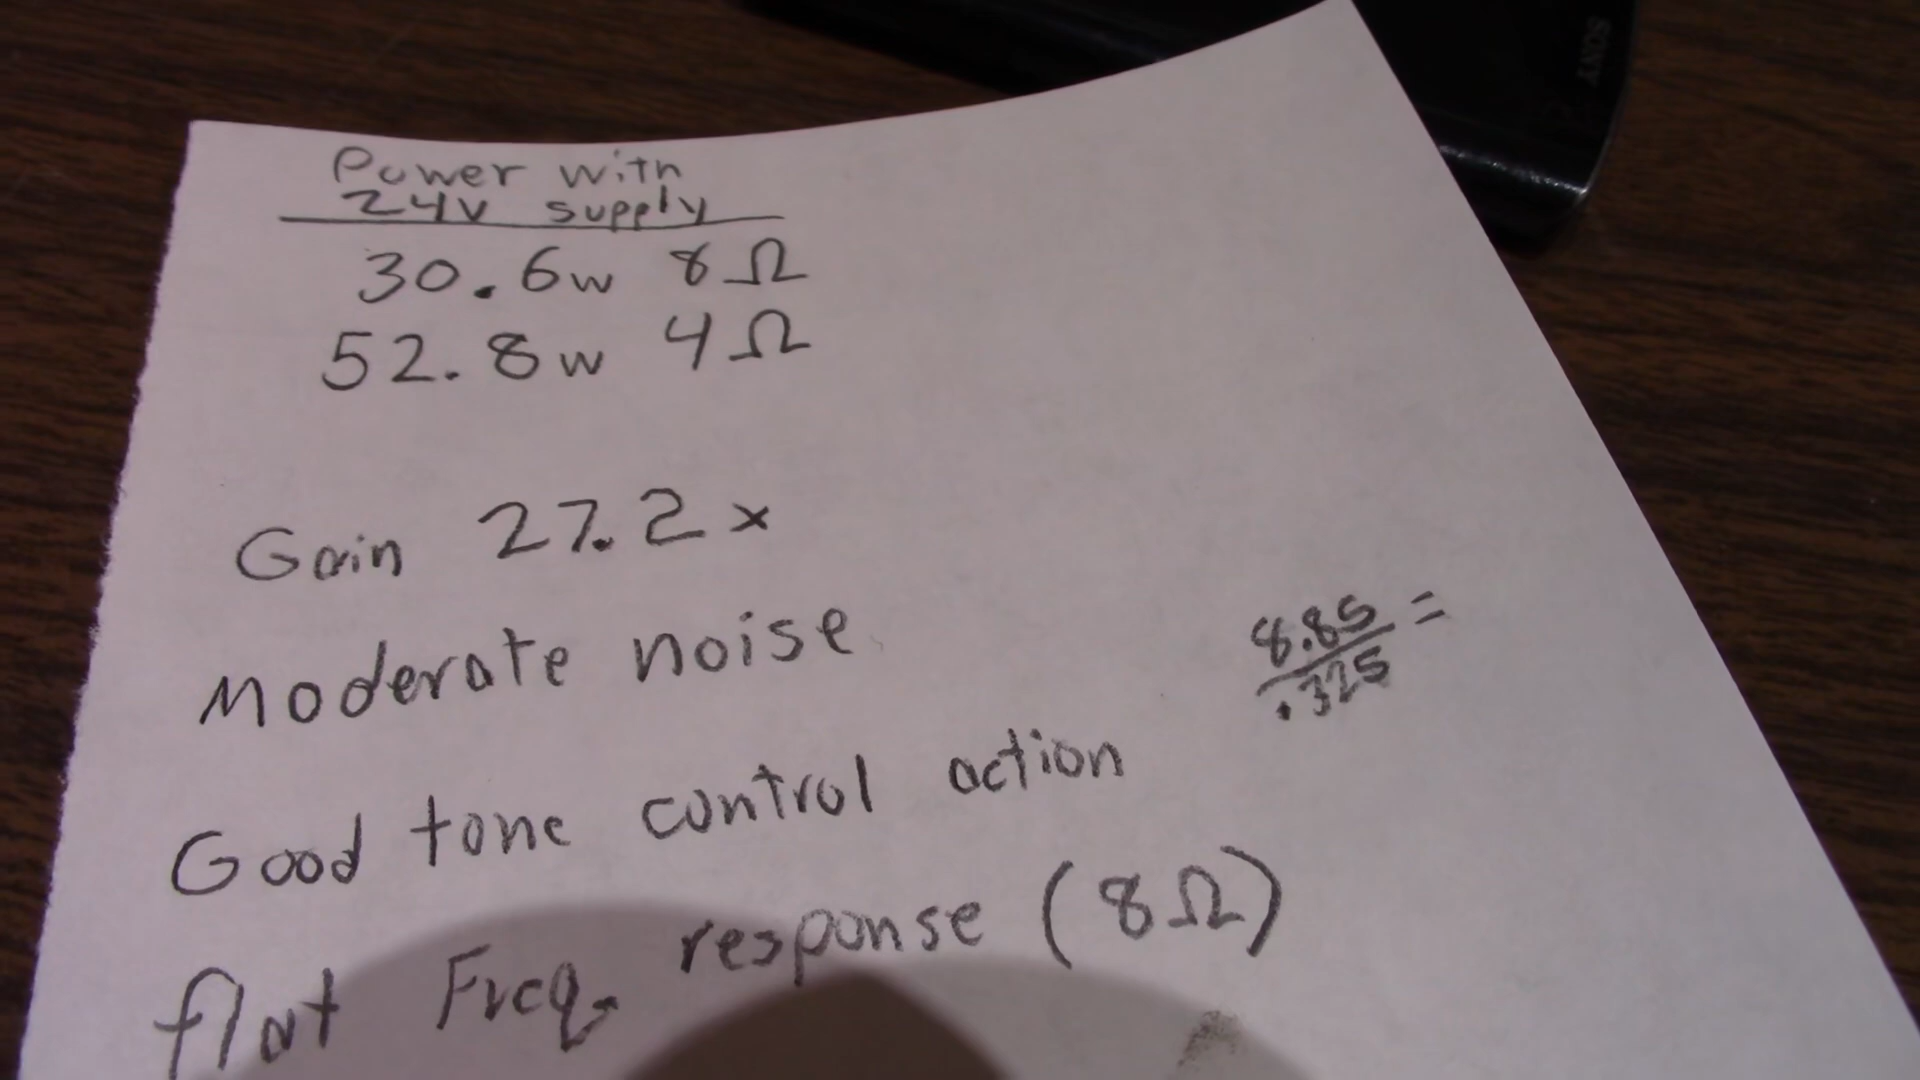 SONY
Power with
24V supply
30.6w 8Ω
52.8w 4Ω
Gain 27.2x
Moderate noise
8.85 =
.325
Good tone control action
flat Freq. response (8Ω)